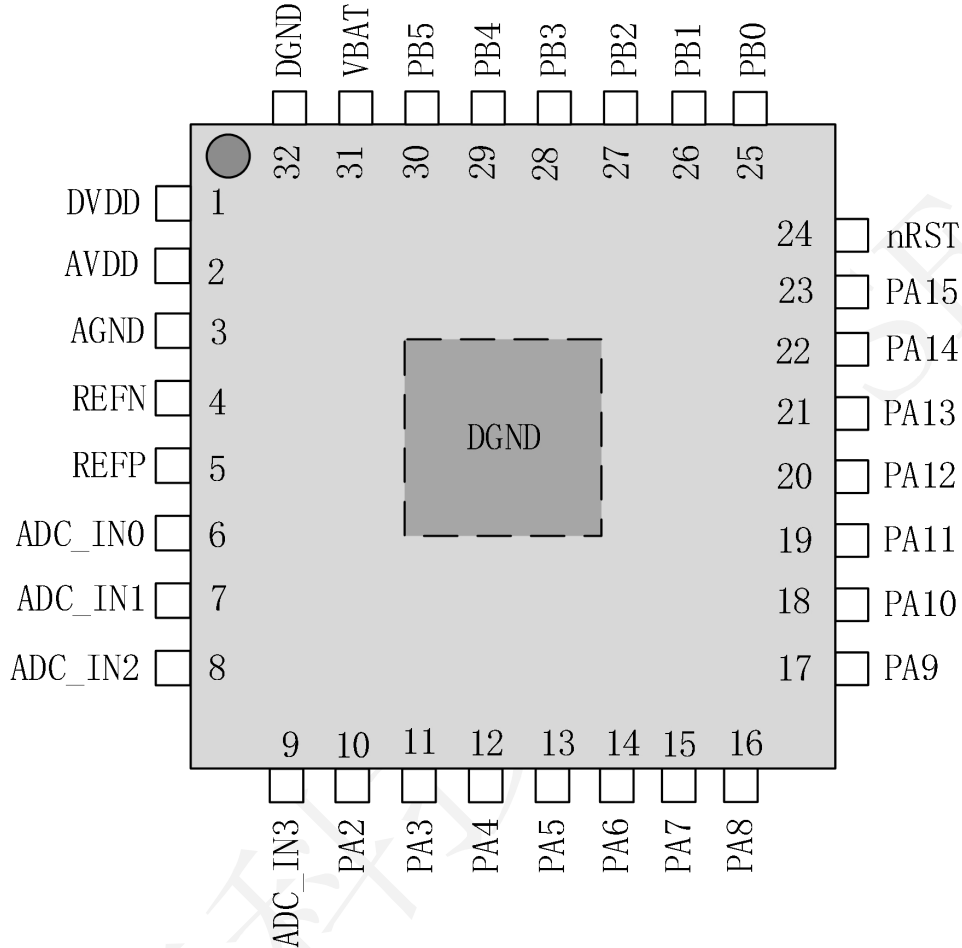 DGND
VBAT
PB5
PB4
PB3
PB2
PB1
PB0
32
31
30
29
28
27
26
25
DVDD 1
AVDD 2
AGND 3
REFN 4
REFP 5
ADC_IN0 6
ADC_IN1 7
ADC_IN2 8
DGND
24 nRST
23 PA15
22 PA14
21 PA13
20 PA12
19 PA11
18 PA10
17 PA9
9
10
11
12
13
14
15
16
ADC_IN3
PA2
PA3
PA4
PA5
PA6
PA7
PA8